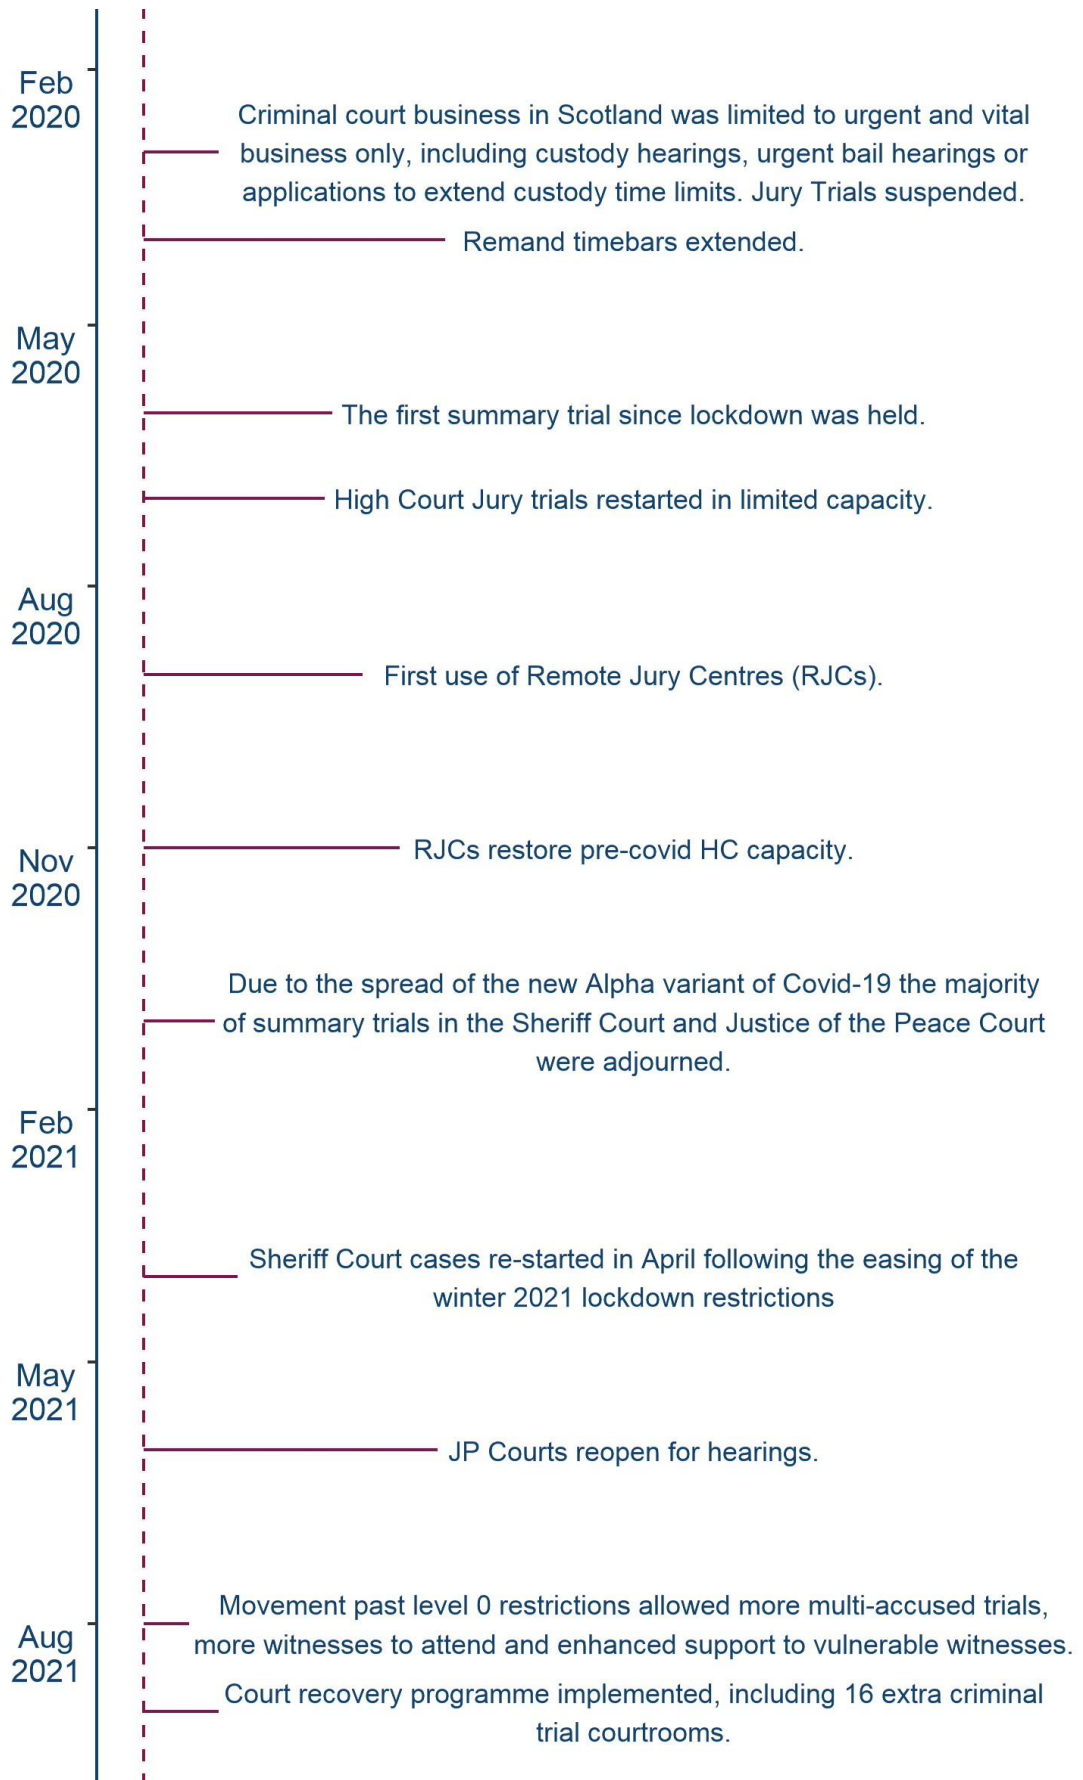 Feb
2020
Criminal court business in Scotland was limited to urgent and vital
business only, including custody hearings, urgent bail hearings or
applications to extend custody time limits. Jury Trials suspended.
Remand timebars extended.
May
2020
The first summary trial since lockdown was held.
High Court Jury trials restarted in limited capacity.
Aug
2020
First use of Remote Jury Centres (RJCs).
Nov
2020
RJCs restore pre-covid HC capacity.
Due to the spread of the new Alpha variant of Covid-19 the majority
of summary trials in the Sheriff Court and Justice of the Peace Court
were adjourned.
Feb
2021
Sheriff Court cases re-started in April following the easing of the
winter 2021 lockdown restrictions
May
2021
JP Courts reopen for hearings.
Movement past level 0 restrictions allowed more multi-accused trials,
more witnesses to attend and enhanced support to vulnerable witnesses.
Aug
2021
Court recovery programme implemented, including 16 extra criminal
trial courtrooms.